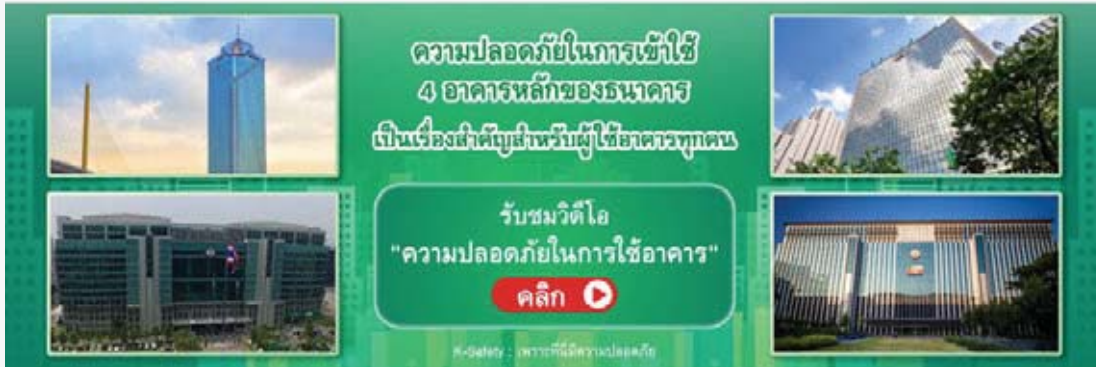 ความปลอดภัยในการเข้าใช้
4 อาคารหลักของธนาคาร
เป็นเรื่องสำคัญสำหรับผู้ใช้อาคารทุกคน
รับชมวิดีโอ
"ความปลอดภัยในการใช้อาคาร"
คลิก
K-Safety : เพราะที่นี่มีความปลอดภัย